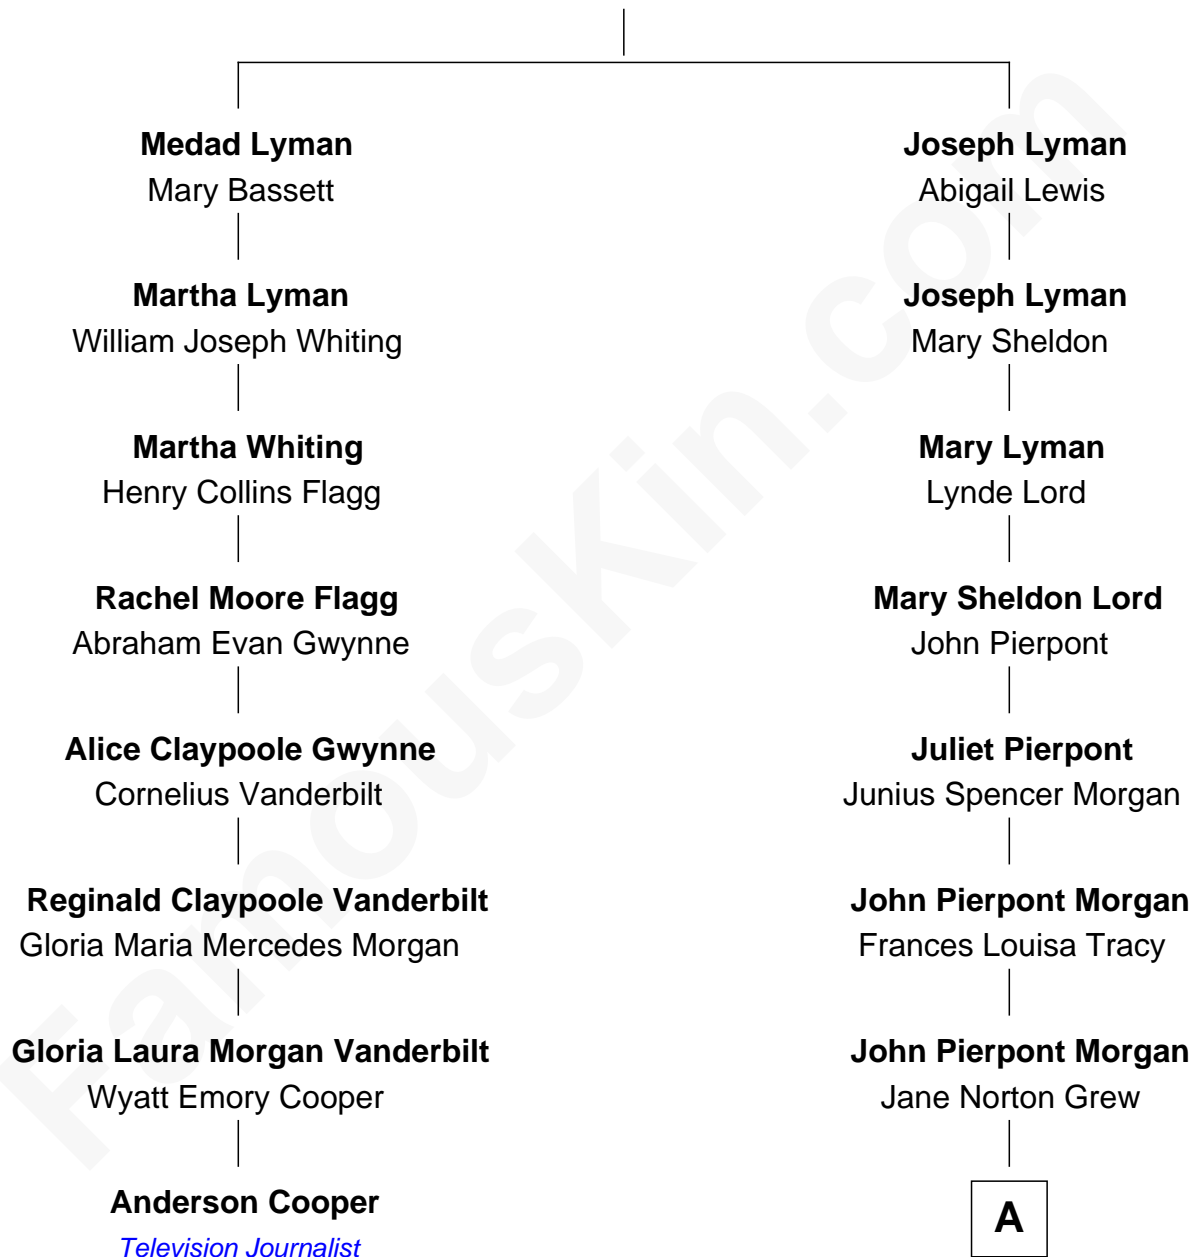 Medad Lyman
Mary Bassett
Martha Lyman
William Joseph Whiting
Martha Whiting
Henry Collins Flagg
Rachel Moore Flagg
Abraham Evan Gwynne
Alice Claypoole Gwynne
Cornelius Vanderbilt
Reginald Claypoole Vanderbilt
Gloria Maria Mercedes Morgan
Gloria Laura Morgan Vanderbilt
Wyatt Emory Cooper
Anderson Cooper
Television Journalist
Joseph Lyman
Abigail Lewis
Joseph Lyman
Mary Sheldon
Mary Lyman
Lynde Lord
Mary Sheldon Lord
John Pierpont
Juliet Pierpont
Junius Spencer Morgan
John Pierpont Morgan
Frances Louisa Tracy
John Pierpont Morgan
Jane Norton Grew
A
FamousKin.com